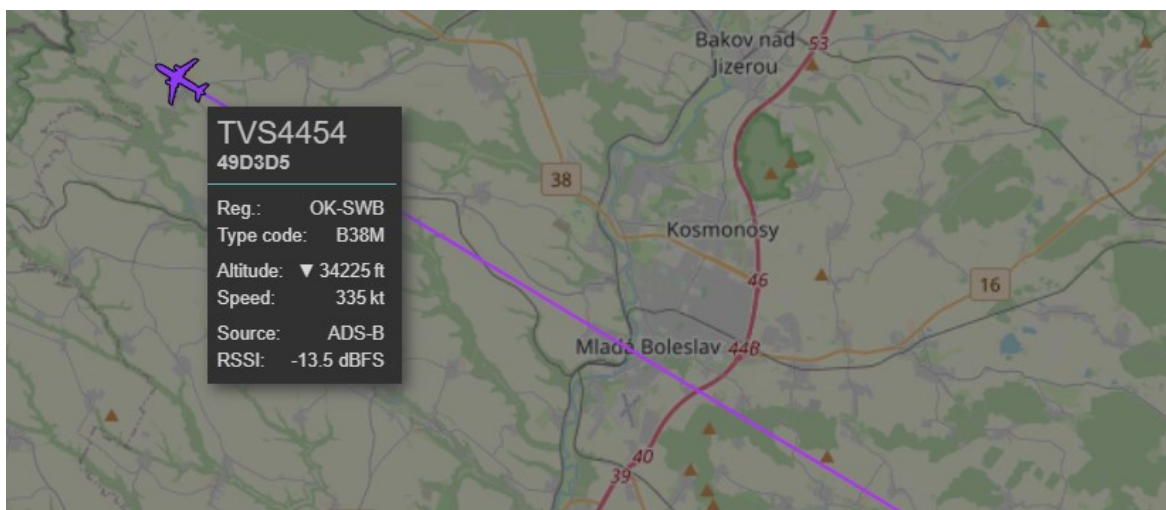 Bakov nad
Jizerou
53
TVS4454
49D3D5
Reg.: OK-SWB
Type code: B38M
Altitude: ▼ 34225 ft
Speed: 335 kt
Source: ADS-B
RSSI: -13.5 dBFS
38
Kosmonosy
46
16
Mladá Boleslav 44B
40
39